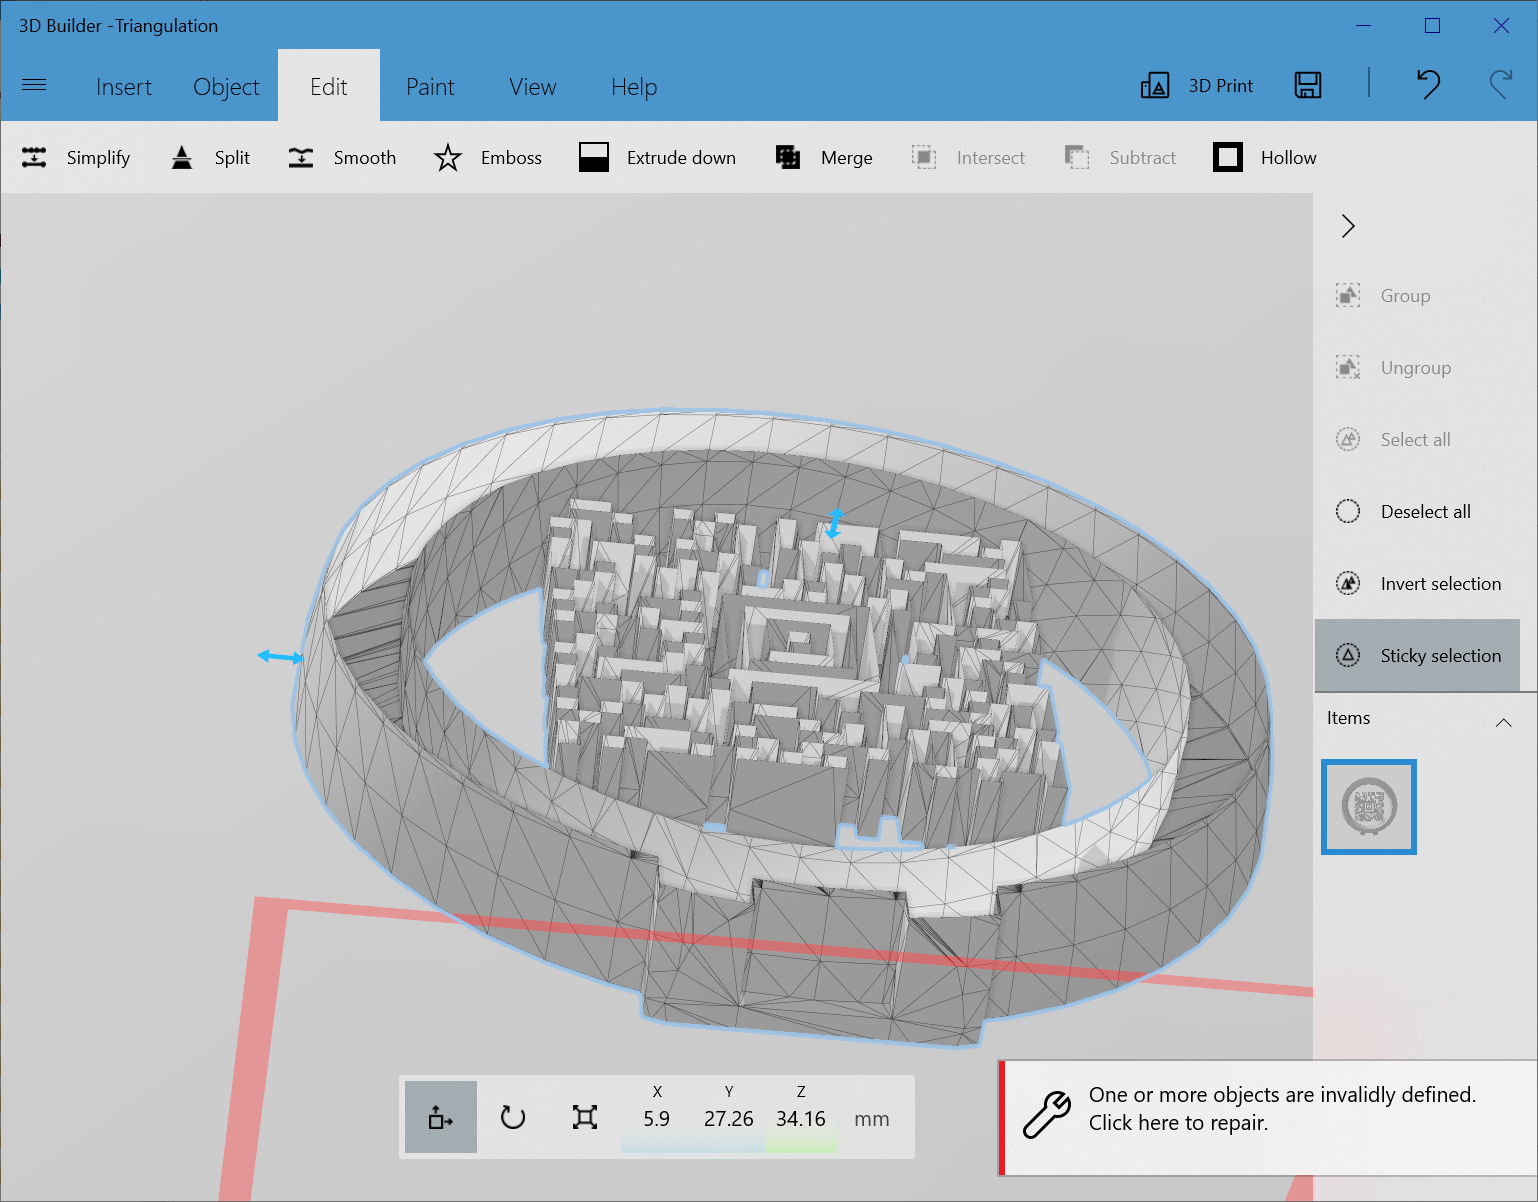 3D Builder -Triangulation
Insert Object Edit Paint View Help 3D Print
Simplify Split Smooth Emboss Extrude down Merge Intersect Subtract Hollow
Group
Ungroup
Select all
Deselect all
Invert selection
Sticky selection
Items
X Y Z
5.9 27.26 34.16 mm
One or more objects are invalidly defined.
Click here to repair.